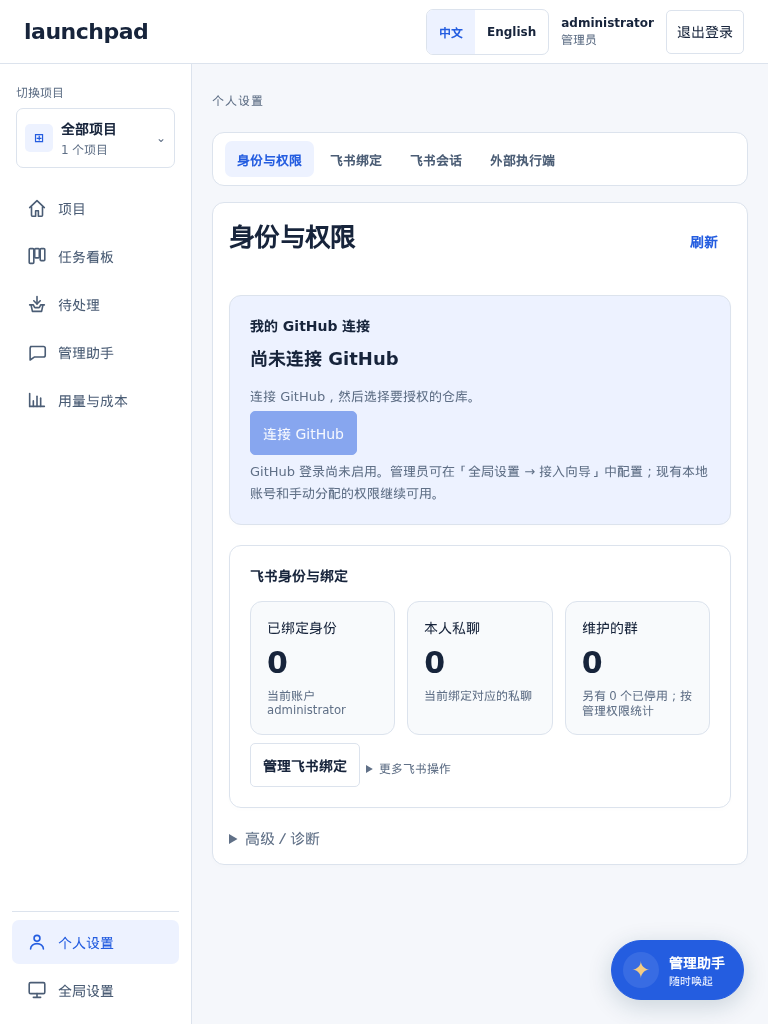 launchpad
中文
English
administrator
管理员
退出登录
切换项目
全部项目
1 个项目
项目
任务看板
待处理
管理助手
用量与成本
个人设置
全局设置
个人设置
身份与权限
飞书绑定
飞书会话
外部执行端
身份与权限
刷新
我的 GitHub 连接
尚未连接 GitHub
连接 GitHub，然后选择要授权的仓库。
连接 GitHub
GitHub 登录尚未启用。管理员可在「全局设置 → 接入向导」中配置；现有本地
账号和手动分配的权限继续可用。
飞书身份与绑定
已绑定身份
0
当前账户
administrator
本人私聊
0
当前绑定对应的私聊
维护的群
0
另有 0 个已停用；按
管理权限统计
管理飞书绑定
更多飞书操作
高级 / 诊断
管理助手
随时唤起